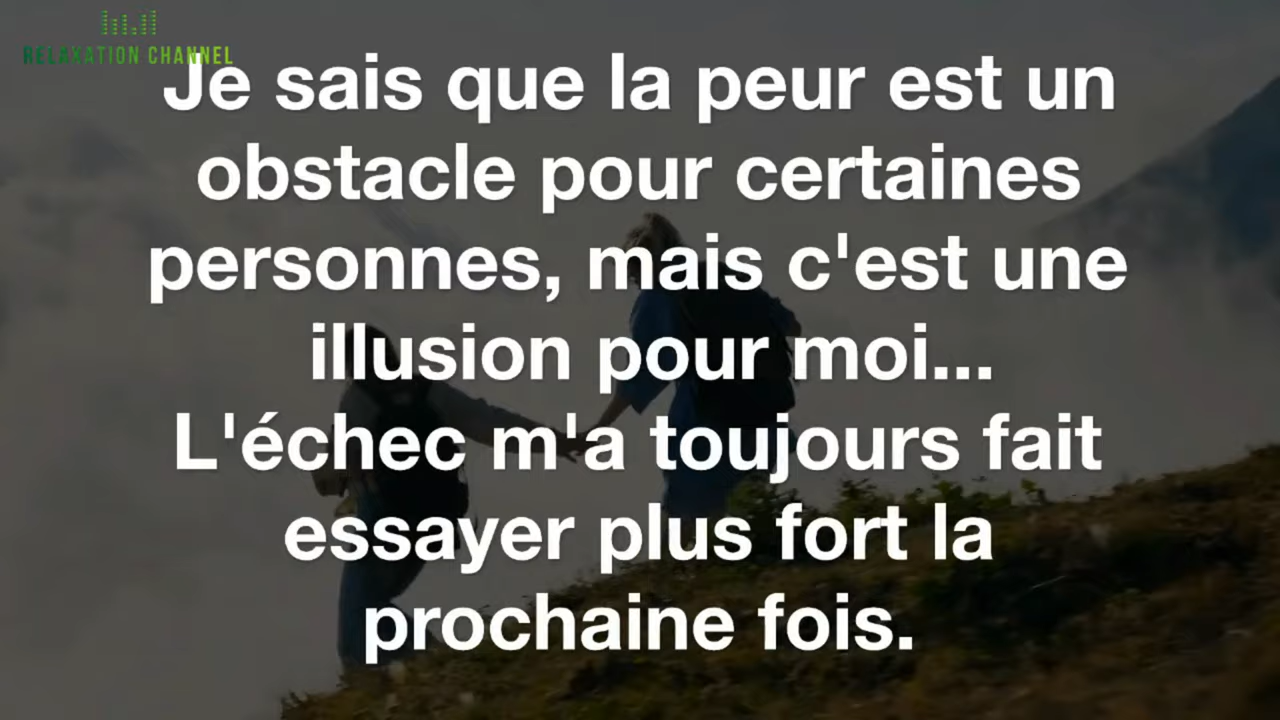 RELAXATION CHANNEL
Je sais que la peur est un
obstacle pour certaines
personnes, mais c'est une
illusion pour moi...
L'échec m'a toujours fait
essayer plus fort la
prochaine fois.